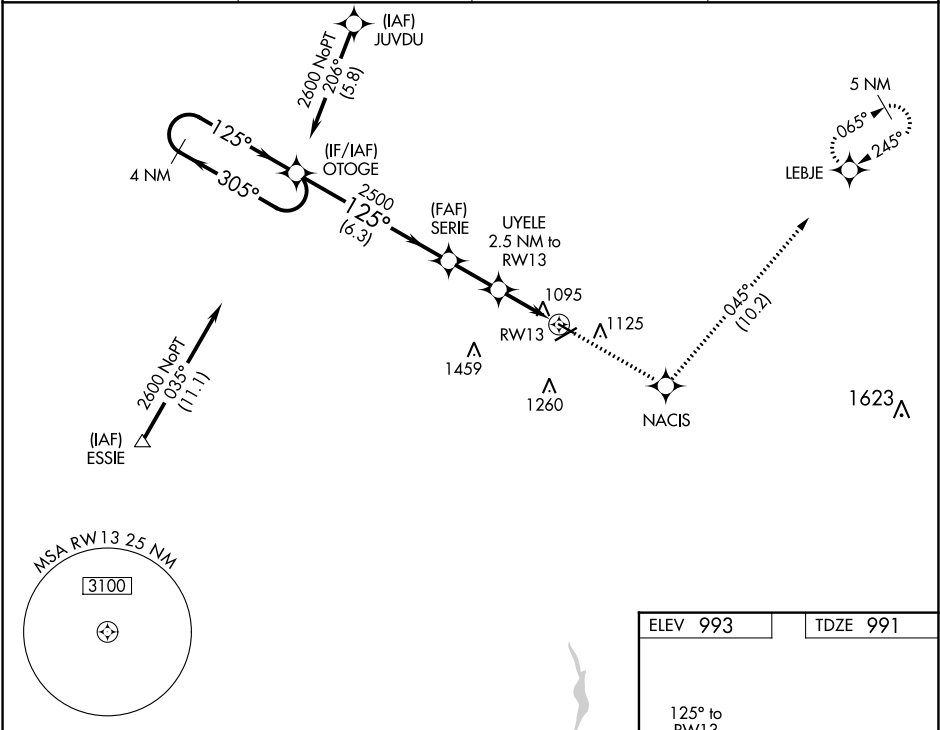 (IAF)
JUVDU
2600 NoPT
206°
(5.8)
5 NM
065°
245°
LEBJE
125°
4 NM
305°
(IF/IAF)
OTOGE
2500
125°
(6.3)
(FAF)
SERIE
UYELE
2.5 NM to
RW13
1095
RW13
1125
1459
1260
045°
(10.2)
NACIS
1623
2600 NoPT
035°
(11.1)
(IAF)
ESSIE
MSA RW13 25 NM
3100
ELEV 993
TDZE 991
125° to
RW13